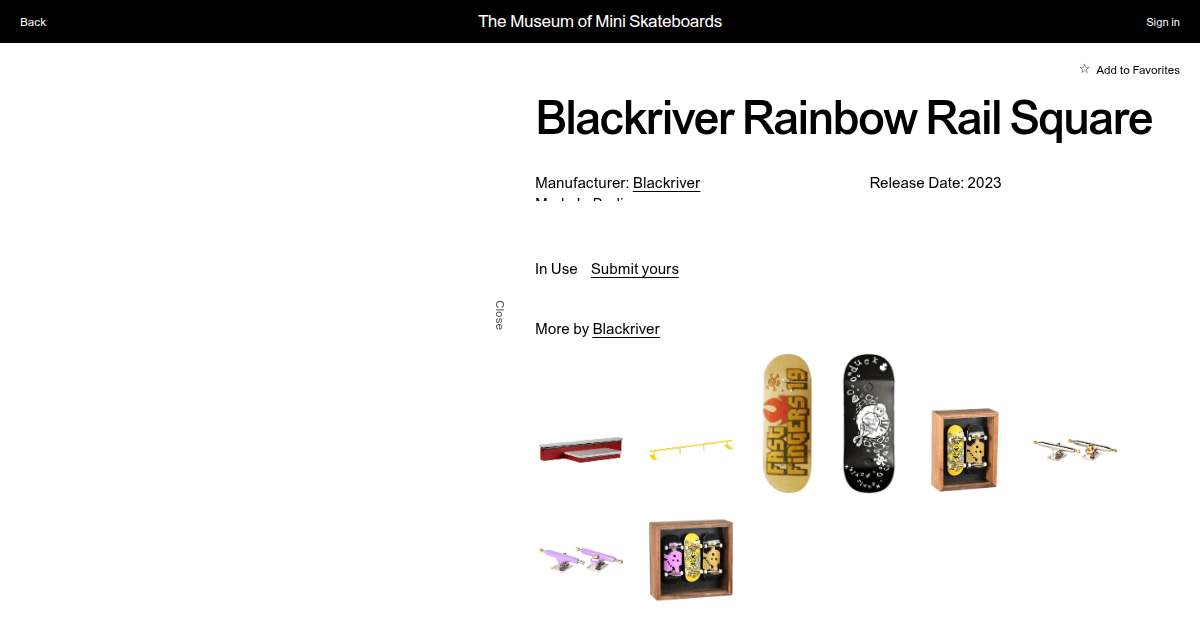 Back
The Museum of Mini Skateboards
Sign in
☆ Add to Favorites
Blackriver Rainbow Rail Square
Manufacturer: Blackriver
Release Date: 2023
In Use Submit yours
Close
More by Blackriver
FAST
FINGERS 19